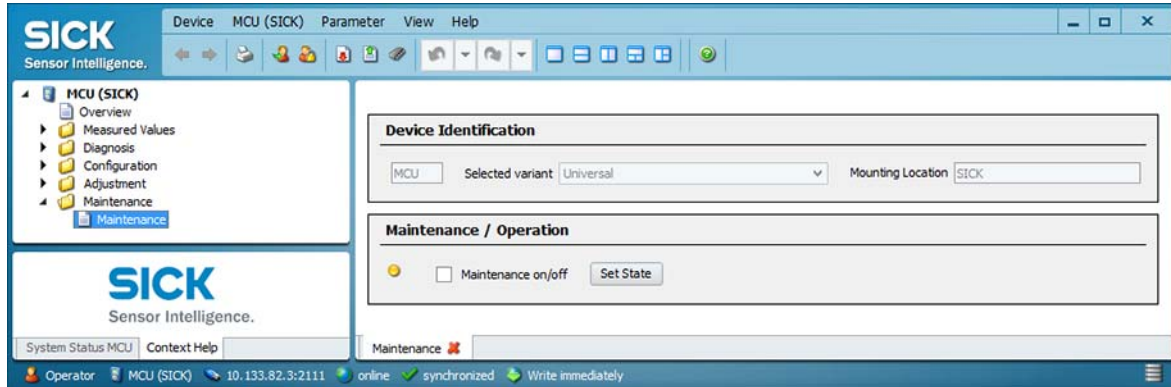 SICK
Sensor Intelligence.
Device MCU (SICK) Parameter View Help
MCU (SICK)
Overview
Measured Values
Diagnosis
Configuration
Adjustment
Maintenance
Maintenance
SICK
Sensor Intelligence.
System Status MCU Context Help
Device Identification
MCU Selected variant Universal Mounting Location SICK
Maintenance / Operation
Maintenance on/off Set State
Maintenance
Operator MCU (SICK) 10.133.82.3:2111 online synchronized Write immediately